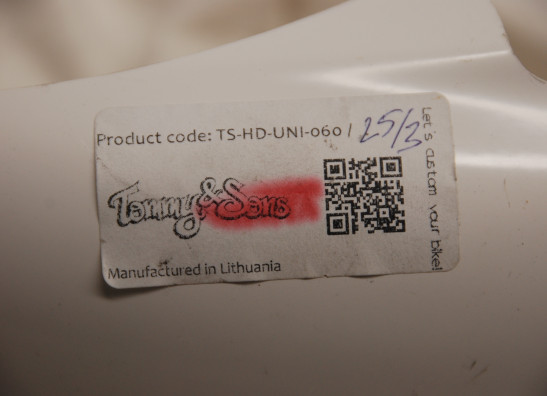 Product code: TS-HD-UNI-060 / 25/3
Tommy & Sons
Manufactured in Lithuania
Let's custom your bike!